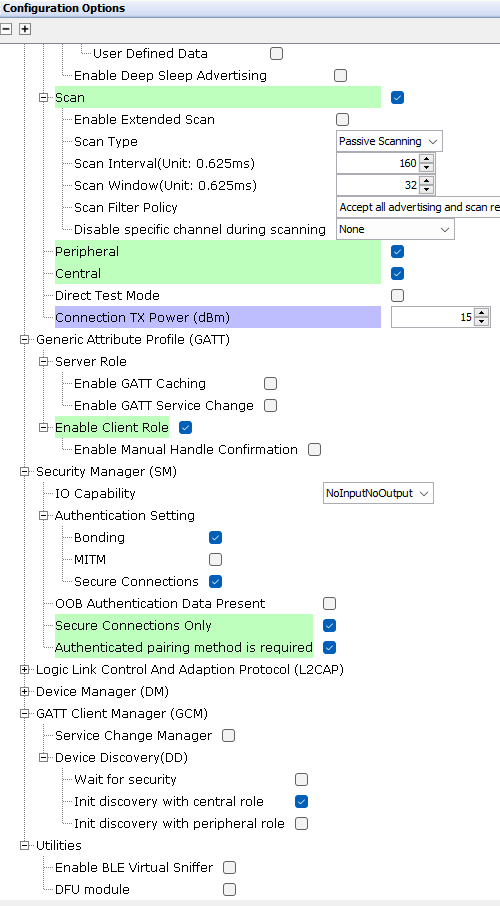 Configuration Options
User Defined Data
Enable Deep Sleep Advertising
Scan
Enable Extended Scan
Scan Type Passive Scanning
Scan Interval(Unit: 0.625ms) 160
Scan Window(Unit: 0.625ms) 32
Scan Filter Policy Accept all advertising and scan re
Disable specific channel during scanning None
Peripheral
Central
Direct Test Mode
Connection TX Power (dBm) 15
Generic Attribute Profile (GATT)
Server Role
Enable GATT Caching
Enable GATT Service Change
Enable Client Role
Enable Manual Handle Confirmation
Security Manager (SM)
IO Capability NoInputNoOutput
Authentication Setting
Bonding
MITM
Secure Connections
OOB Authentication Data Present
Secure Connections Only
Authenticated pairing method is required
Logic Link Control And Adaption Protocol (L2CAP)
Device Manager (DM)
GATT Client Manager (GCM)
Service Change Manager
Device Discovery(DD)
Wait for security
Init discovery with central role
Init discovery with peripheral role
Utilities
Enable BLE Virtual Sniffer
DFU module